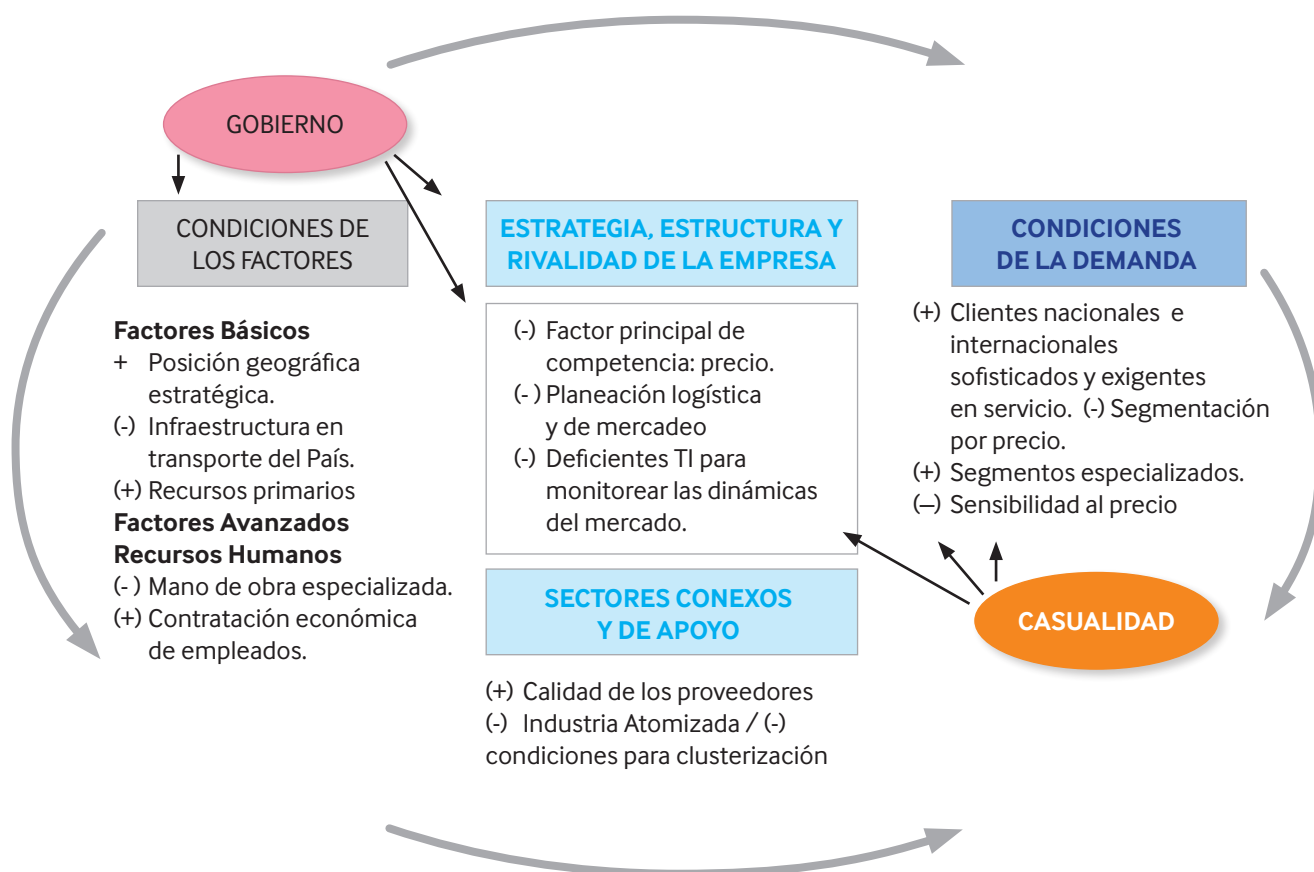 GOBIERNO
CONDICIONES DE
LOS FACTORES
Factores Básicos
+ Posición geográfica
estratégica.
(-) Infraestructura en
transporte del País.
(+) Recursos primarios
Factores Avanzados
Recursos Humanos
(- ) Mano de obra especializada.
(+) Contratación económica
de empleados.
ESTRATEGIA, ESTRUCTURA Y
RIVALIDAD DE LA EMPRESA
(-) Factor principal de
competencia: precio.
(- ) Planeación logística
y de mercadeo
(-) Deficientes TI para
monitorear las dinámicas
del mercado.
SECTORES CONEXOS
Y DE APOYO
(+) Calidad de los proveedores
(-) Industria Atomizada / (-)
condiciones para clusterización
CONDICIONES
DE LA DEMANDA
(+) Clientes nacionales e
internacionales
sofisticados y exigentes
en servicio. (-) Segmentación
por precio.
(+) Segmentos especializados.
(—) Sensibilidad al precio
CASUALIDAD